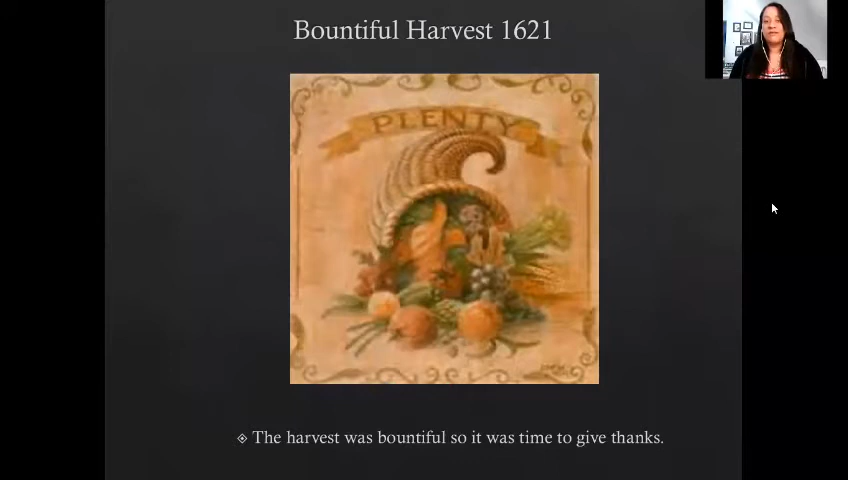 Bountiful Harvest 1621
PLENTY
The harvest was bountiful so it was time to give thanks.